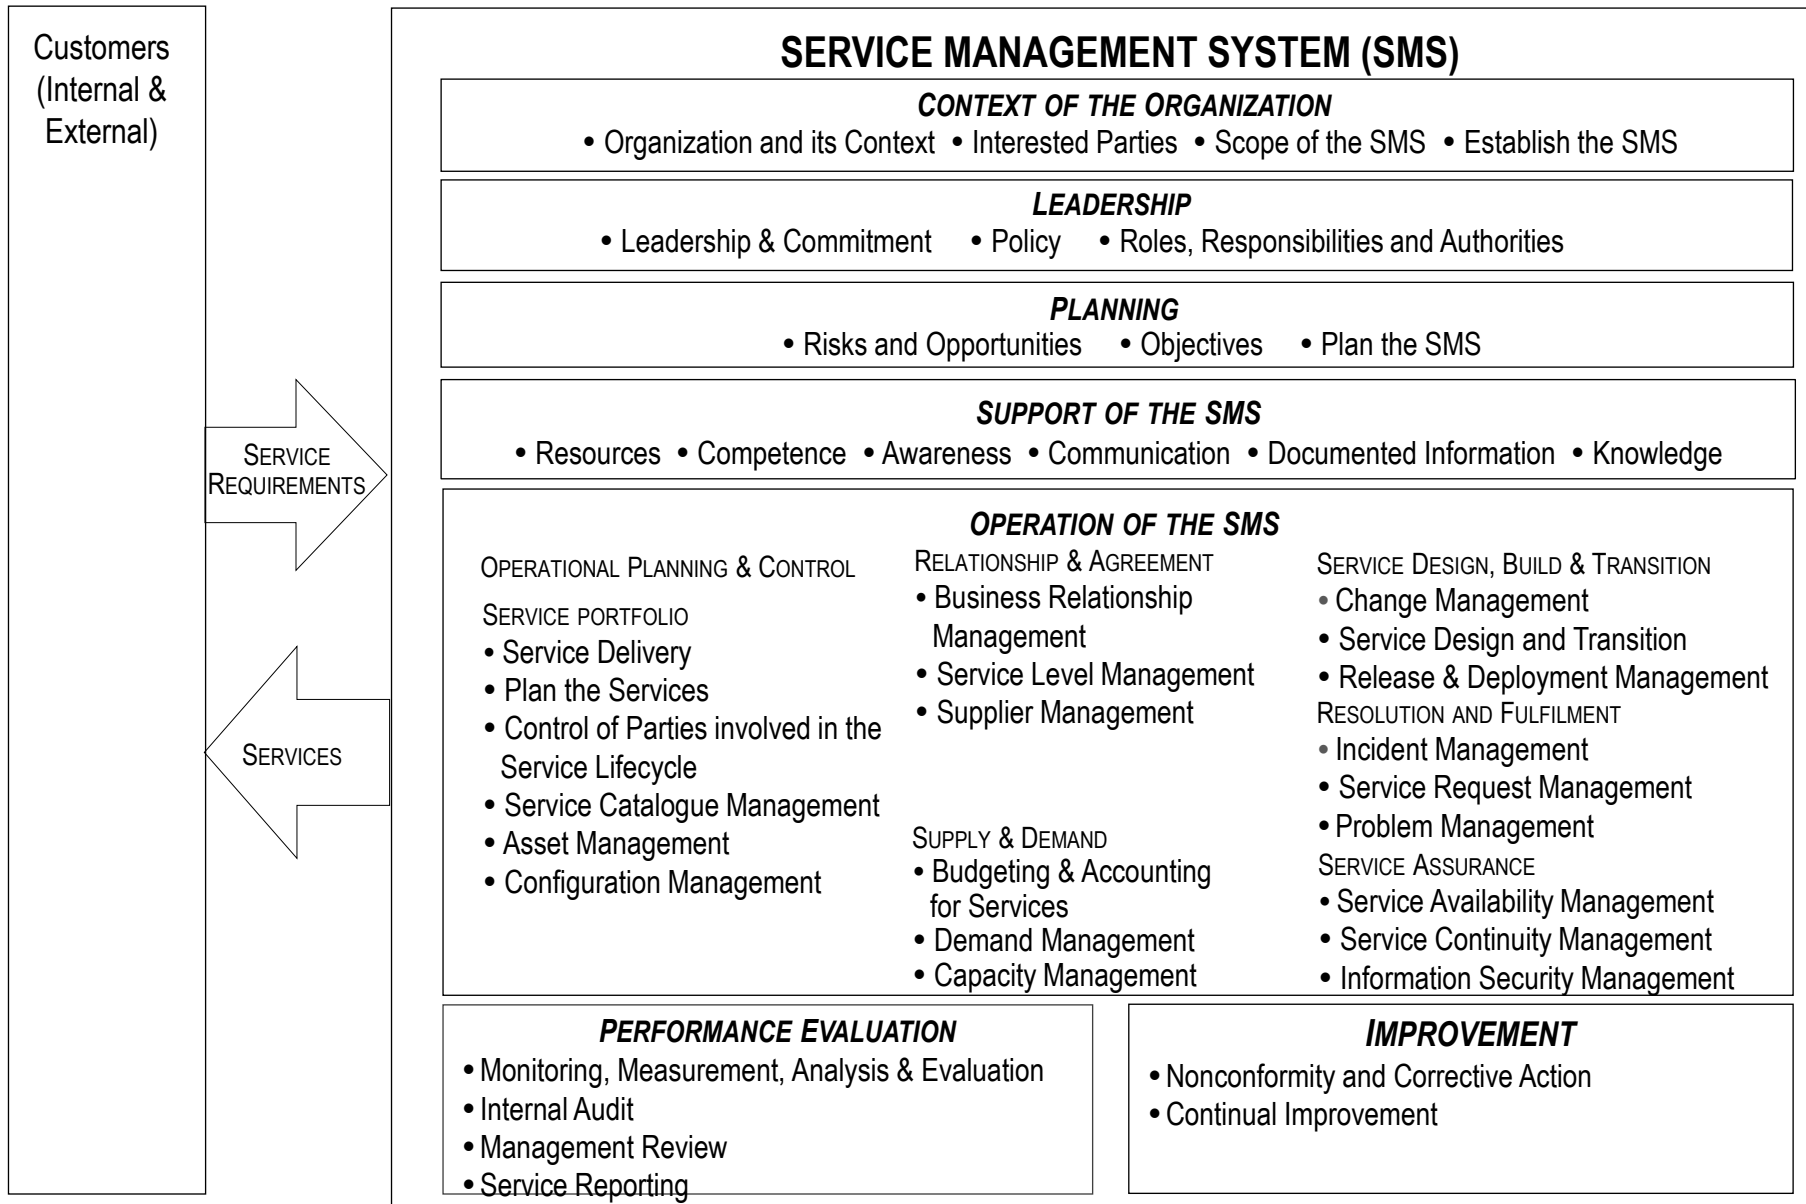 Customers
(Internal &
External)
SERVICE
REQUIREMENTS
SERVICES
SERVICE MANAGEMENT SYSTEM (SMS)
CONTEXT OF THE ORGANIZATION
• Organization and its Context • Interested Parties • Scope of the SMS • Establish the SMS
LEADERSHIP
• Leadership & Commitment • Policy • Roles, Responsibilities and Authorities
PLANNING
• Risks and Opportunities • Objectives • Plan the SMS
SUPPORT OF THE SMS
• Resources • Competence • Awareness • Communication • Documented Information • Knowledge
OPERATION OF THE SMS
OPERATIONAL PLANNING & CONTROL
SERVICE PORTFOLIO
• Service Delivery
• Plan the Services
• Control of Parties involved in the
Service Lifecycle
• Service Catalogue Management
• Asset Management
• Configuration Management
RELATIONSHIP & AGREEMENT
• Business Relationship
Management
• Service Level Management
• Supplier Management
SUPPLY & DEMAND
• Budgeting & Accounting
for Services
• Demand Management
• Capacity Management
SERVICE DESIGN, BUILD & TRANSITION
• Change Management
• Service Design and Transition
• Release & Deployment Management
RESOLUTION AND FULFILMENT
• Incident Management
• Service Request Management
• Problem Management
SERVICE ASSURANCE
• Service Availability Management
• Service Continuity Management
• Information Security Management
PERFORMANCE EVALUATION
• Monitoring, Measurement, Analysis & Evaluation
• Internal Audit
• Management Review
• Service Reporting
IMPROVEMENT
• Nonconformity and Corrective Action
• Continual Improvement